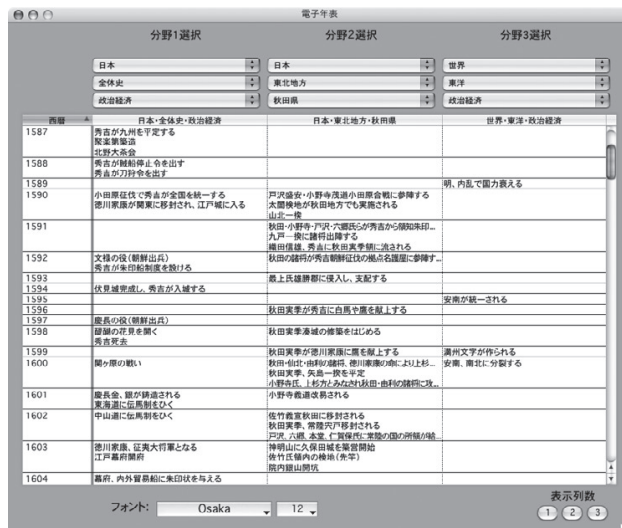 電子年表
分野1選択 分野2選択 分野3選択
日本 日本 世界
全体史 東北地方 東洋
政治経済 秋田県 政治経済
西暦 日本・全体史・政治経済 日本・東北地方・秋田県 世界・東洋・政治経済
1587 秀吉が九州を平定する
聚楽第築造
北野大茶会
1588 秀吉が賊船停止令を出す
秀吉が刀狩令を出す
1589 明、内乱で国力衰える
1590 小田原征伐で秀吉が全国を統一する 戸沢盛安・小野寺茂道小田原合戦に参陣する
徳川家康が関東に移封され、江戸城に入る 太閤検地が秋田地方でも実施される
山北一揆
1591 秋田・小野寺・戸沢・六郷氏らが秀吉から領知朱印...
九戸一揆に諸将出陣する
織田信雄、秀吉に秋田実季領に流される
1592 文禄の役(朝鮮出兵) 秋田の諸将が秀吉朝鮮征伐の拠点名護屋に参陣す...
秀吉が朱印船制度を設ける
1593 最上氏雄勝郡に侵入し、支配する
1594 伏見城完成し、秀吉が入城する
1595 安南が統一される
1596 秋田実季が秀吉に白馬や鷹を献上する
1597 慶長の役(朝鮮出兵)
1598 醍醐の花見を開く 秋田実季湊城の修築をはじめる
秀吉死去
1599 秋田実季が徳川家康に鷹を献上する 満州文字が作られる
1600 関ヶ原の戦い 秋田・仙北・由利の諸将、徳川家康の命により上杉... 安南、南北に分裂する
秋田実季、矢島一揆を平定
小野寺氏、上杉方とみなされ秋田・由利の諸将に攻...
1601 慶長金、銀が鋳造される 小野寺義道改易される
東海道に伝馬制をひく
1602 中山道に伝馬制をひく 佐竹義宣秋田に移封される
秋田実季、常陸宍戸移封される
戸沢、六郷、本堂、仁賀保氏に常陸の国の所領が給...
1603 徳川家康、征夷大将軍となる 神明山に久保田城を築営開始
江戸幕府開府 佐竹氏領内の検地(先竿)
院内銀山開坑
1604 幕府、内外貿易船に朱印状を与える
フォント: Osaka 12 表示列数
1 2 3